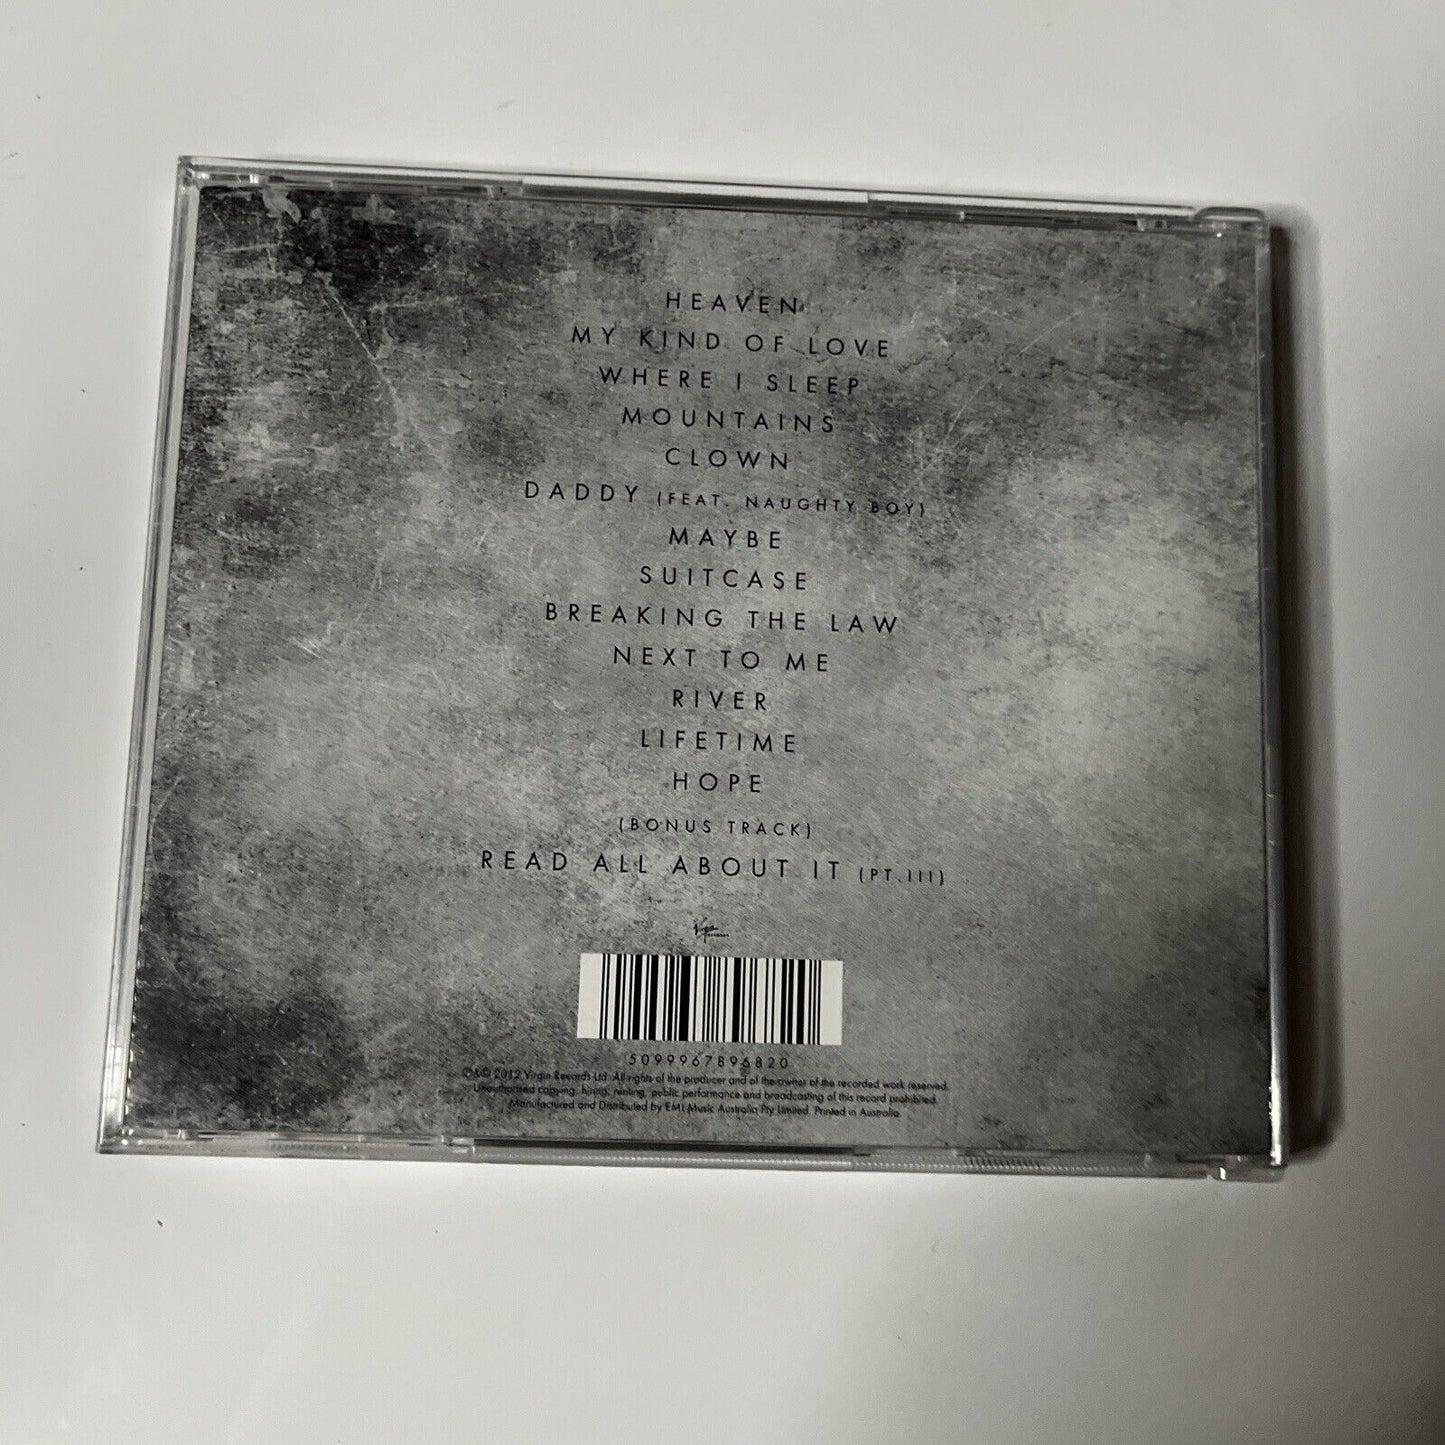 HEAVEN
MY KIND OF LOVE
WHERE I SLEEP
MOUNTAINS
CLOWN
DADDY (FEAT. NAUGHTY BOY)
MAYBE
SUITCASE
BREAKING THE LAW
NEXT TO ME
RIVER
LIFETIME
HOPE
(BONUS TRACK)
READ ALL ABOUT IT (PT.III)
Virgin RECORDS
5099967896820
℗&© 2012 Virgin Records Ltd. All rights of the producer and of the owner of the recorded work reserved.
Unauthorised copying, hiring, renting, public performance and broadcasting of this record prohibited.
Manufactured and Distributed by EMI Music Australia Pty Limited. Printed in Australia.